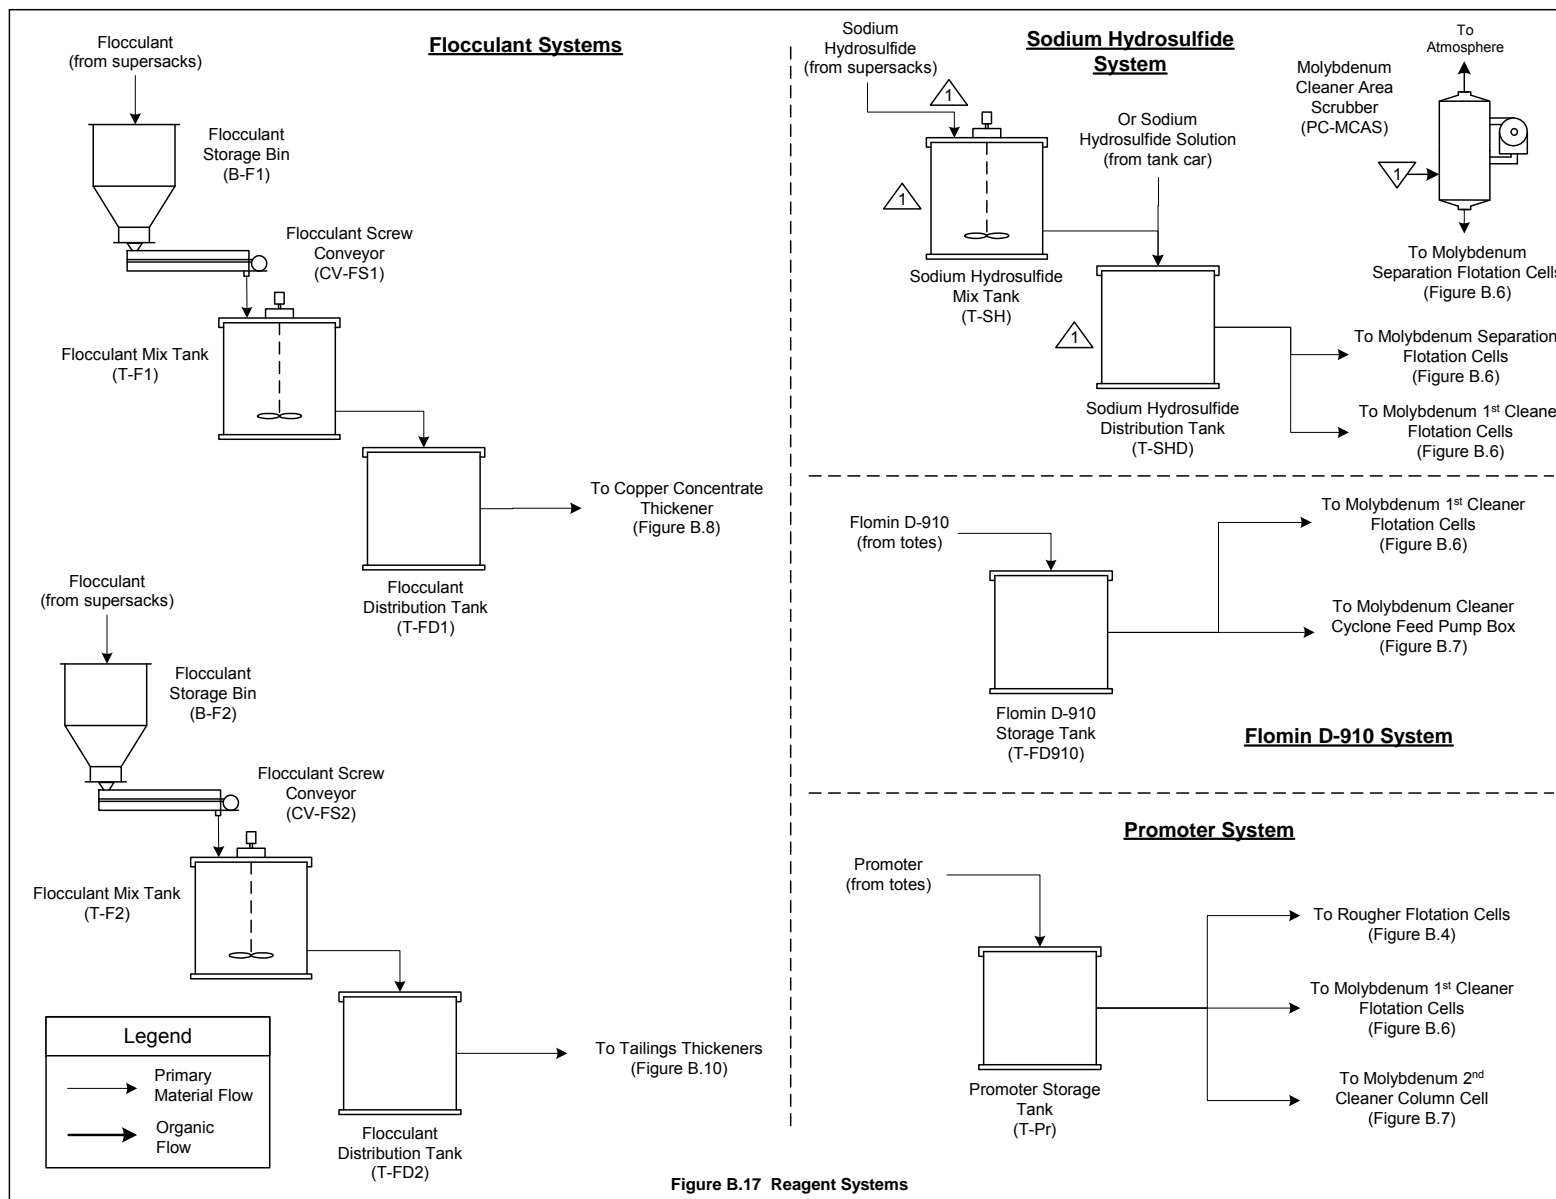 Flocculant Systems
Flocculant
(from supersacks)
Flocculant
Storage Bin
(B-F1)
Flocculant Screw
Conveyor
(CV-FS1)
Flocculant Mix Tank
(T-F1)
To Copper Concentrate
Thickener
(Figure B.8)
Flocculant
Distribution Tank
(T-FD1)
Flocculant
(from supersacks)
Flocculant
Storage Bin
(B-F2)
Flocculant Screw
Conveyor
(CV-FS2)
Flocculant Mix Tank
(T-F2)
To Tailings Thickeners
(Figure B.10)
Flocculant
Distribution Tank
(T-FD2)
Legend
Primary
Material Flow
Organic
Flow
Sodium Hydrosulfide
System
Sodium
Hydrosulfide
(from supersacks)
1
1
Sodium Hydrosulfide
Mix Tank
(T-SH)
Or Sodium
Hydrosulfide Solution
(from tank car)
1
Sodium Hydrosulfide
Distribution Tank
(T-SHD)
To
Atmosphere
Molybdenum
Cleaner Area
Scrubber
(PC-MCAS)
1
To Molybdenum
Separation Flotation Cells
(Figure B.6)
To Molybdenum Separation
Flotation Cells
(Figure B.6)
To Molybdenum 1st Cleane
Flotation Cells
(Figure B.6)
Flomin D-910
(from totes)
Flomin D-910
Storage Tank
(T-FD910)
To Molybdenum 1st Cleaner
Flotation Cells
(Figure B.6)
To Molybdenum Cleaner
Cyclone Feed Pump Box
(Figure B.7)
Flomin D-910 System
Promoter System
Promoter
(from totes)
Promoter Storage
Tank
(T-Pr)
To Rougher Flotation Cells
(Figure B.4)
To Molybdenum 1st Cleaner
Flotation Cells
(Figure B.6)
To Molybdenum 2nd
Cleaner Column Cell
(Figure B.7)
Figure B.17 Reagent Systems